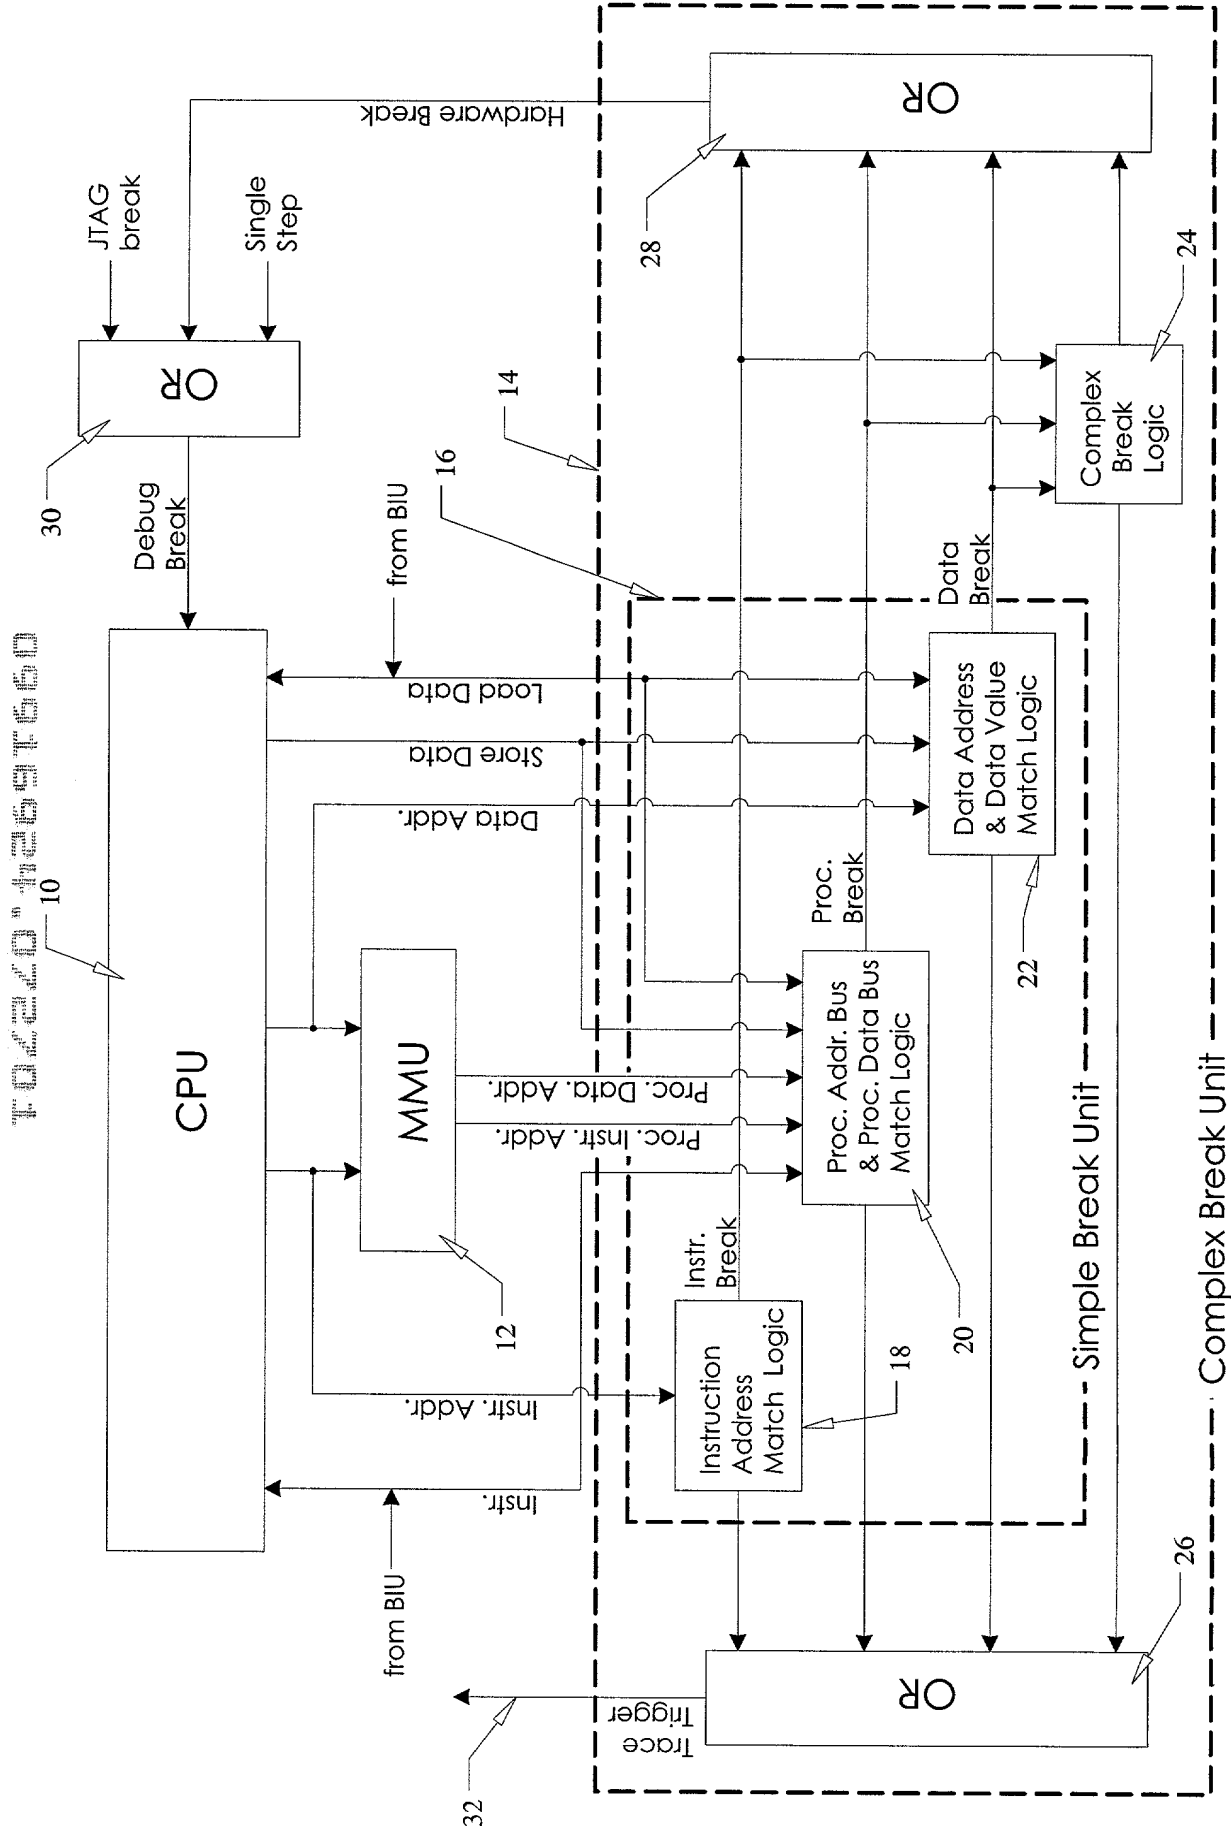 10
CPU
30
OR
JTAG
break
Single
Step
Debug
Break
Hardware Break
from BIU
Load Data
Store Data
Data Addr.
MMU
12
Proc. Data. Addr.
Proc. Instr. Addr.
Instr. Addr.
Instr.
from BIU
32
Trace
Trigger
14
16
Instruction
Address
Match Logic
18
Instr.
Break
Proc. Addr. Bus
& Proc. Data Bus
Match Logic
20
Proc.
Break
Data Address
& Data Value
Match Logic
22
Data
Break
Complex
Break
Logic
24
OR
28
OR
26
Simple Break Unit
Complex Break Unit